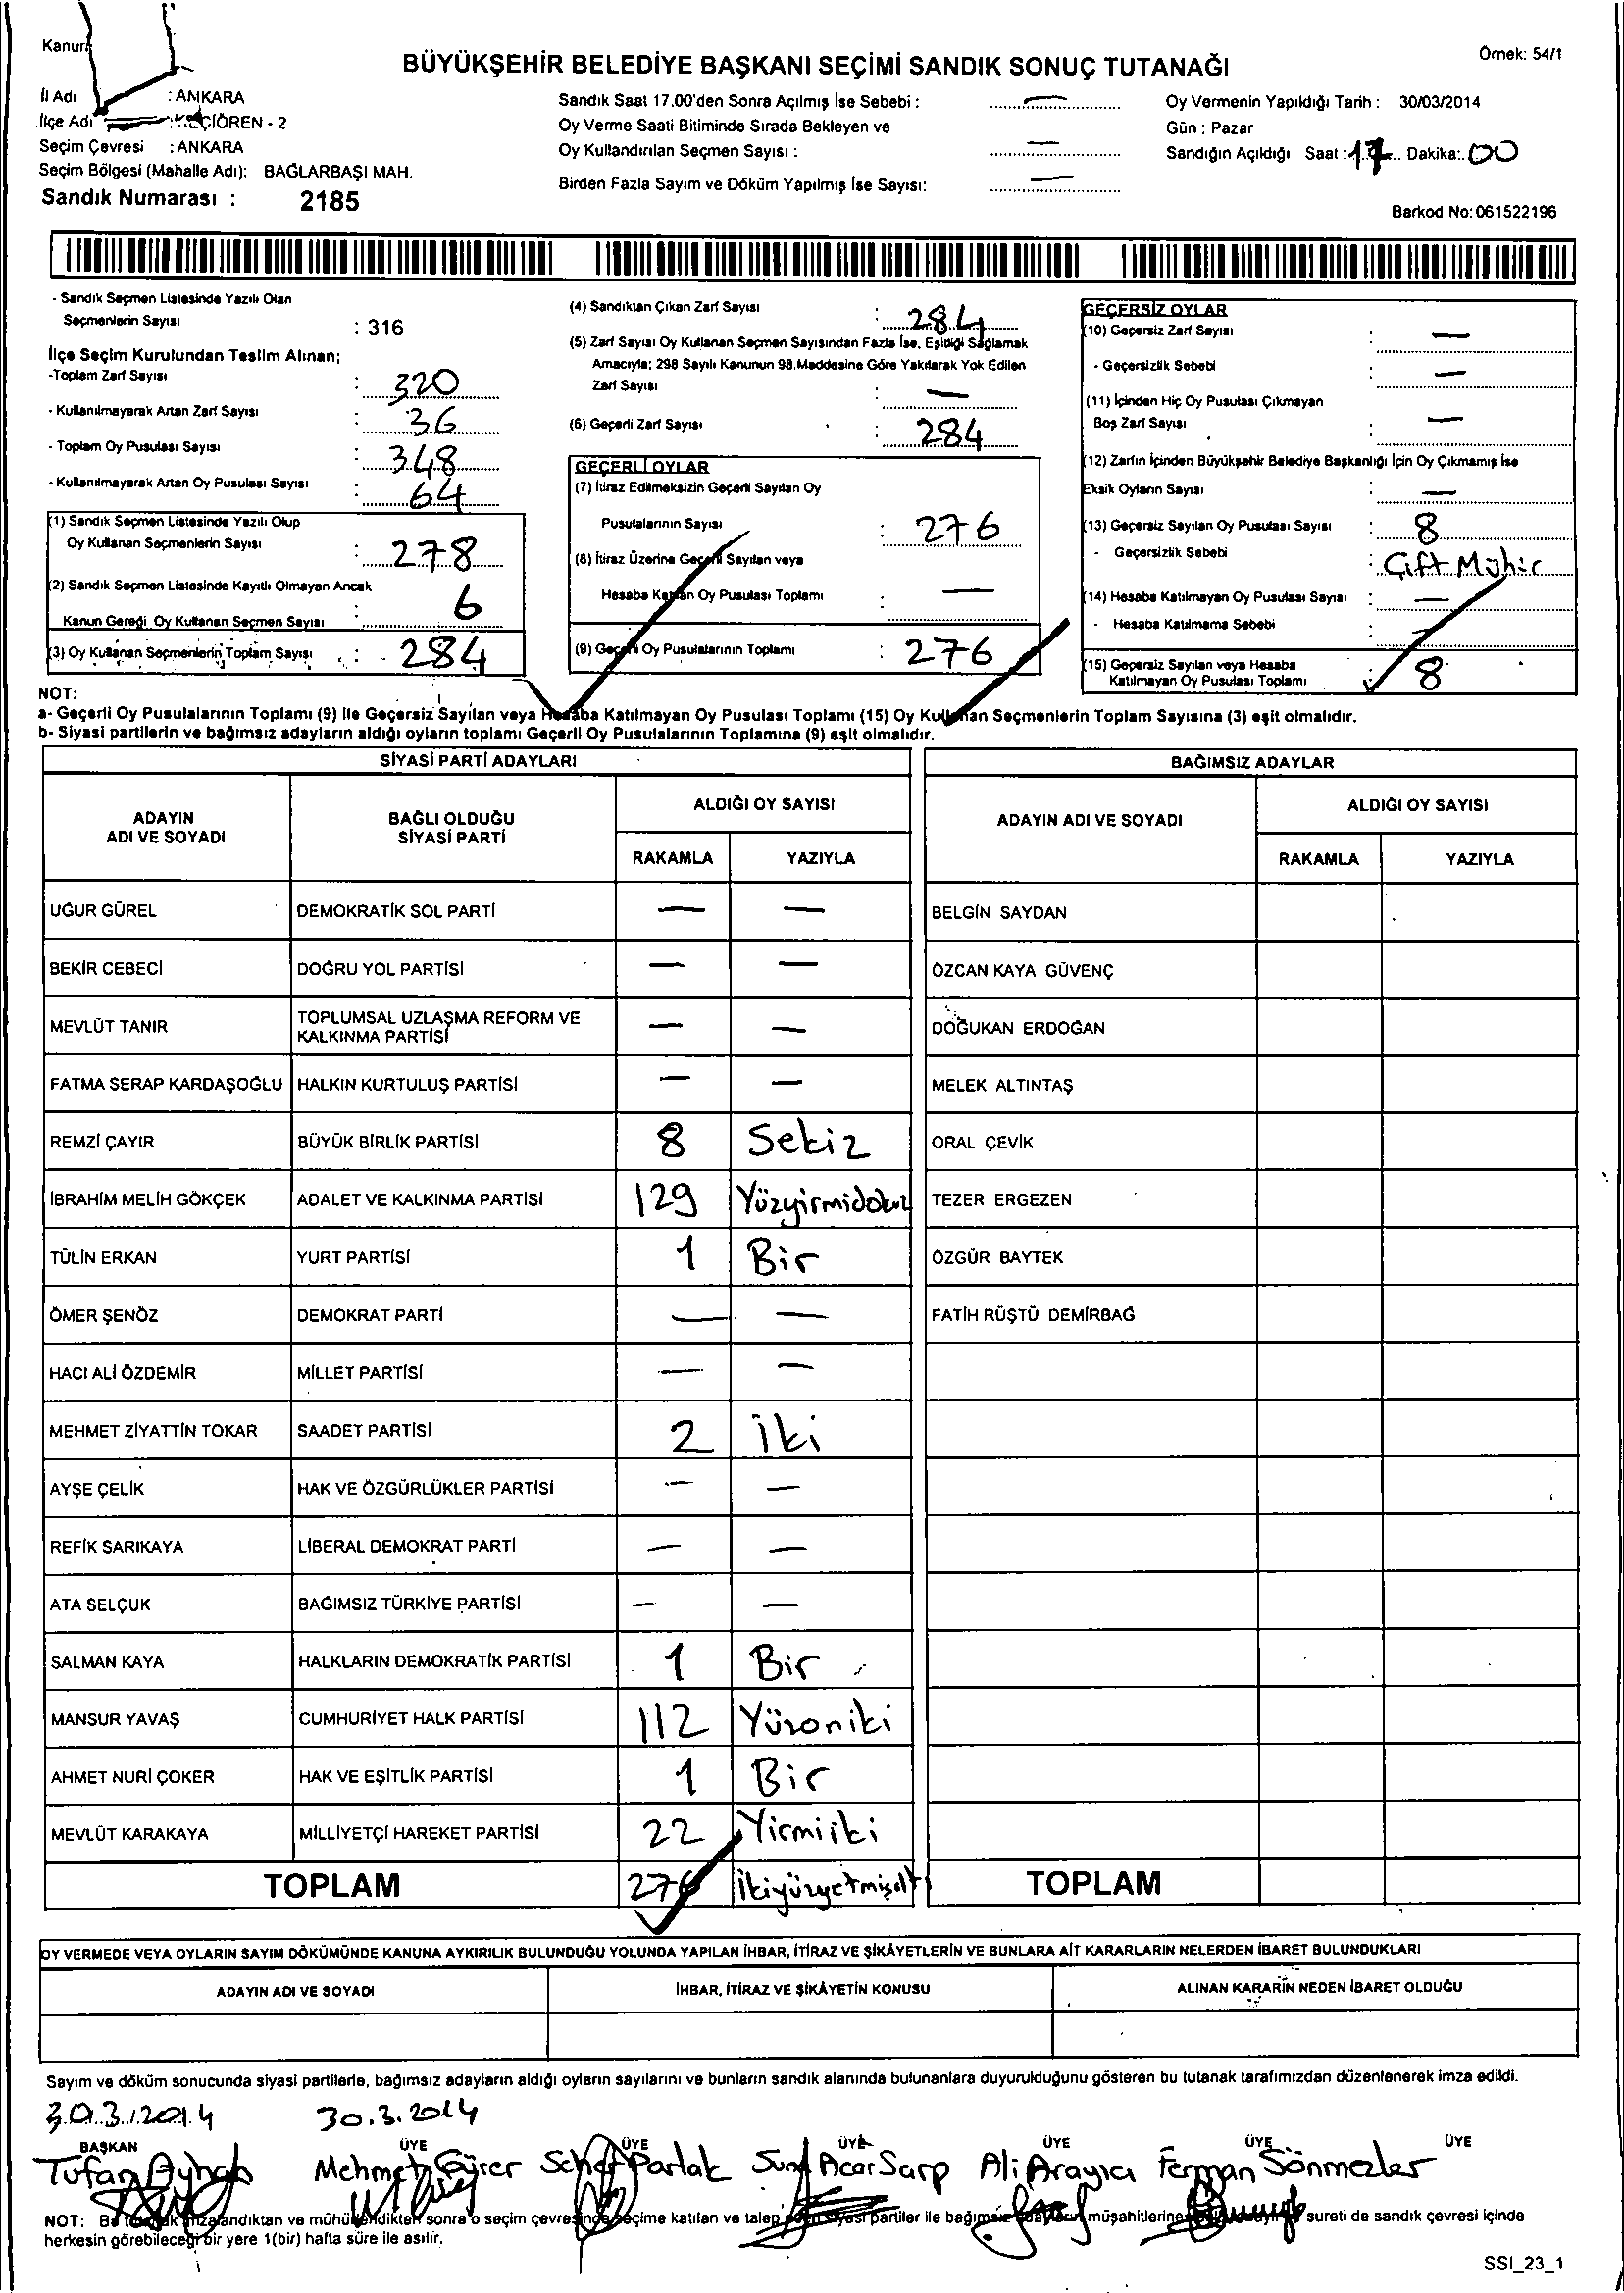 Örnek: 54/1
BÜYÜKŞEHİR BELEDİYE BAŞKANI SEÇİMİ SANDIK SONUÇ TUTANAĞI
İl Adı : ANKARA
İlçe Adı : KEÇİÖREN - 2
Seçim Çevresi : ANKARA
Seçim Bölgesi (Mahalle Adı): BAĞLARBAŞI MAH.
Sandık Numarası : 2185
Sandık Saat 17.00'den Sonra Açılmış İse Sebebi : —
Oy Verme Saati Bitiminde Sırada Bekleyen ve
Oy Kullandırılan Seçmen Sayısı : —
Birden Fazla Sayım ve Döküm Yapılmış İse Sayısı: —
Oy Vermenin Yapıldığı Tarih : 30/03/2014
Gün : Pazar
Sandığın Açıldığı Saat : 17 Dakika: 00
Barkod No: 061522196
- Sandık Seçmen Listesinde Yazılı Olan
Seçmenlerin Sayısı : 316
İlçe Seçim Kurulundan Teslim Alınan;
-Toplam Zarf Sayısı : 320
- Kullanılmayarak Artan Zarf Sayısı : 36
- Toplam Oy Pusulası Sayısı : 348
- Kullanılmayarak Artan Oy Pusulası Sayısı : 64
(1) Sandık Seçmen Listesinde Yazılı Olup
Oy Kullanan Seçmenlerin Sayısı : 278
(2) Sandık Seçmen Listesinde Kayıtlı Olmayan Ancak
Kanun Gereği Oy Kullanan Seçmen Sayısı : 6
(3) Oy Kullanan Seçmenlerin Toplam Sayısı : 284
(4) Sandıktan Çıkan Zarf Sayısı : 284
(5) Zarf Sayısı Oy Kullanan Seçmen Sayısından Fazla İse, Eşitliği Sağlamak
Amacıyla; 298 Sayılı Kanunun 98.Maddesine Göre Yakılarak Yok Edilen
Zarf Sayısı : —
(6) Geçerli Zarf Sayısı : 284
GEÇERLİ OYLAR
(7) İtiraz Edilmeksizin Geçerli Sayılan Oy
Pusulalarının Sayısı : 276
(8) İtiraz Üzerine Geçerli Sayılan veya
Hesaba Katılan Oy Pusulası Toplamı : —
(9) Geçerli Oy Pusulalarının Toplamı : 276
GEÇERSİZ OYLAR
(10) Geçersiz Zarf Sayısı : —
- Geçersizlik Sebebi : —
(11) İçinden Hiç Oy Pusulası Çıkmayan
Boş Zarf Sayısı : —
(12) Zarfın İçinden Büyükşehir Belediye Başkanlığı İçin Oy Çıkmamış İse
Eksik Oyların Sayısı : —
(13) Geçersiz Sayılan Oy Pusulası Sayısı : 8
- Geçersizlik Sebebi : Çift Mühir
(14) Hesaba Katılmayan Oy Pusulası Sayısı : —
- Hesaba Katılmama Sebebi : —
(15) Geçersiz Sayılan veya Hesaba
Katılmayan Oy Pusulası Toplamı : 8
NOT:
a- Geçerli Oy Pusulalarının Toplamı (9) İle Geçersiz Sayılan veya Hesaba Katılmayan Oy Pusulası Toplamı (15) Oy Kullanan Seçmenlerin Toplam Sayısına (3) eşit olmalıdır.
b- Siyasi partilerin ve bağımsız adayların aldığı oyların toplamı Geçerli Oy Pusulalarının Toplamına (9) eşit olmalıdır.
SİYASİ PARTİ ADAYLARI BAĞIMSIZ ADAYLAR
ADAYIN ADI VE SOYADI BAĞLI OLDUĞU SİYASİ PARTİ ALDIĞI OY SAYISI ADAYIN ADI VE SOYADI ALDIĞI OY SAYISI
RAKAMLA YAZIYLA RAKAMLA YAZIYLA
UĞUR GÜREL DEMOKRATİK SOL PARTİ — — BELGİN SAYDAN
BEKİR CEBECİ DOĞRU YOL PARTİSİ — — ÖZCAN KAYA GÜVENÇ
MEVLÜT TANIR TOPLUMSAL UZLAŞMA REFORM VE KALKINMA PARTİSİ — — DOĞUKAN ERDOĞAN
FATMA SERAP KARDAŞOĞLU HALKIN KURTULUŞ PARTİSİ — — MELEK ALTINTAŞ
REMZİ ÇAYIR BÜYÜK BİRLİK PARTİSİ 8 Sekiz ORAL ÇEVİK
İBRAHİM MELİH GÖKÇEK ADALET VE KALKINMA PARTİSİ 129 Yüzyirmidokuz TEZER ERGEZEN
TÜLİN ERKAN YURT PARTİSİ 1 Bir ÖZGÜR BAYTEK
ÖMER ŞENÖZ DEMOKRAT PARTİ — — FATİH RÜŞTÜ DEMİRBAĞ
HACI ALİ ÖZDEMİR MİLLET PARTİSİ — —
MEHMET ZİYATTİN TOKAR SAADET PARTİSİ 2 İki
AYŞE ÇELİK HAK VE ÖZGÜRLÜKLER PARTİSİ — —
REFİK SARIKAYA LİBERAL DEMOKRAT PARTİ — —
ATA SELÇUK BAĞIMSIZ TÜRKİYE PARTİSİ — —
SALMAN KAYA HALKLARIN DEMOKRATİK PARTİSİ 1 Bir
MANSUR YAVAŞ CUMHURİYET HALK PARTİSİ 112 Yüzoniki
AHMET NURİ ÇOKER HAK VE EŞİTLİK PARTİSİ 1 Bir
MEVLÜT KARAKAYA MİLLİYETÇİ HAREKET PARTİSİ 22 Yirmiiki
TOPLAM 276 İkiyüzyetmişaltı TOPLAM
OY VERMEDE VEYA OYLARIN SAYIM DÖKÜMÜNDE KANUNA AYKIRILIK BULUNDUĞU YOLUNDA YAPILAN İHBAR, İTİRAZ VE ŞİKÂYETLERİN VE BUNLARA AİT KARARLARIN NELERDEN İBARET BULUNDUKLARI
ADAYIN ADI VE SOYADI İHBAR, İTİRAZ VE ŞİKÂYETİN KONUSU ALINAN KARARIN NEDEN İBARET OLDUĞU
Sayım ve döküm sonucunda siyasi partilerle, bağımsız adayların aldığı oyların sayılarını ve bunların sandık alanında bulunanlara duyurulduğunu gösteren bu tutanak tarafımızdan düzenlenerek imza edildi.
30.3.2014 30.3.2014
BAŞKAN ÜYE ÜYE ÜYE ÜYE ÜYE ÜYE
Tufan Ayhan Mehmet Gürer Parlak Acar Sarp Ali Arayıcı Ferman Sönmezler
NOT: Bu tutanak imzalandıktan ve mühürlendikten sonra o seçim çevresinde seçime katılan ve talep eden siyasi partiler ile bağımsız müşahitlerine sureti de sandık çevresi içinde
herkesin görebileceği bir yere 1(bir) hafta süre ile asılır.
SSI_23_1